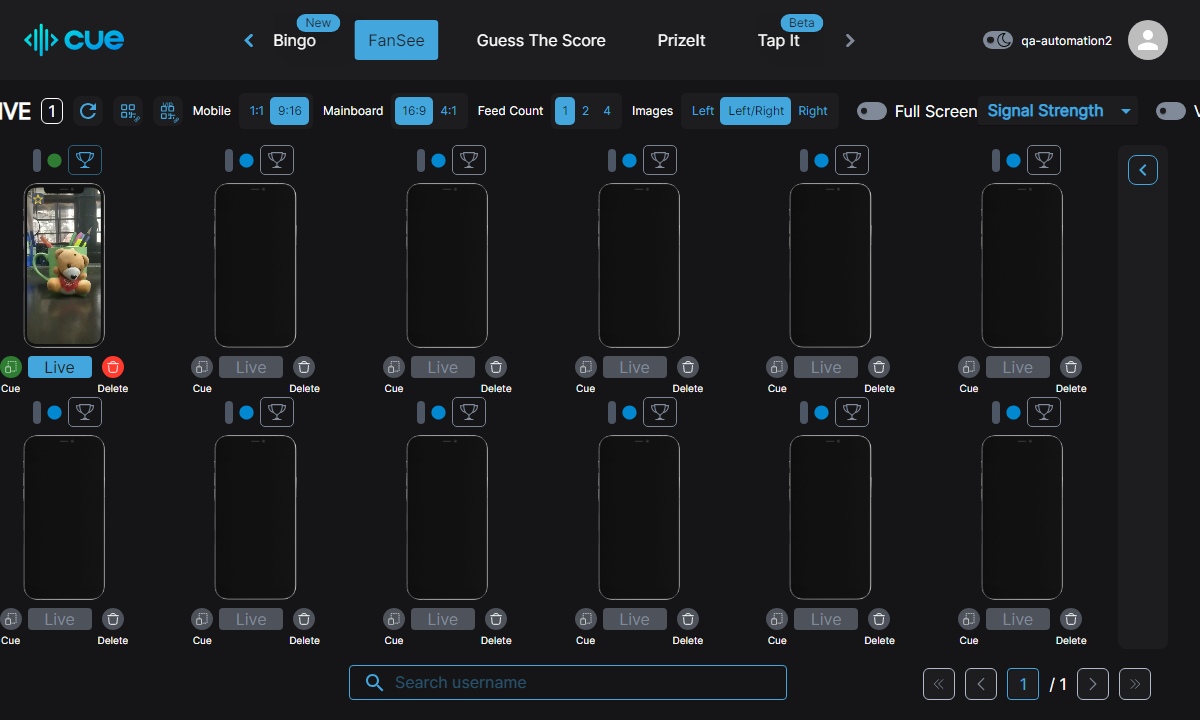 cue
Bingo
New
FanSee
Guess The Score
PrizeIt
Tap It
Beta
qa-automation2
IVE 1
Mobile 1:1 9:16 Mainboard 16:9 4:1 Feed Count 1 2 4 Images Left Left/Right Right Full Screen Signal Strength
Live Live Live Live Live Live
Cue Delete Cue Delete Cue Delete Cue Delete Cue Delete Cue Delete
Live Live Live Live Live Live
Cue Delete Cue Delete Cue Delete Cue Delete Cue Delete Cue Delete
Search username
1 / 1